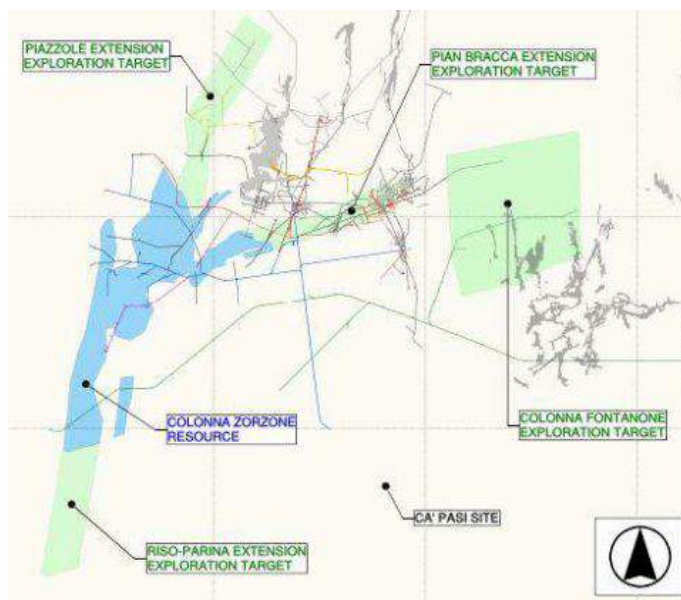 PIAZZOLE EXTENSION
EXPLORATION TARGET
PIAN BRACCA EXTENSION
EXPLORATION TARGET
COLONNA ZORZONE
RESOURCE
COLONNA FONTANONE
EXPLORATION TARGET
CA' PASI SITE
RISO-PARINA EXTENSION
EXPLORATION TARGET